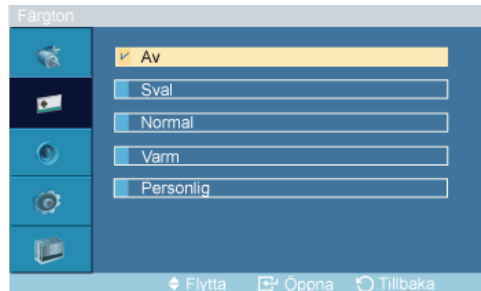 Färgton
Av
Sval
Normal
Varm
Personlig
Flytta Öppna Tillbaka